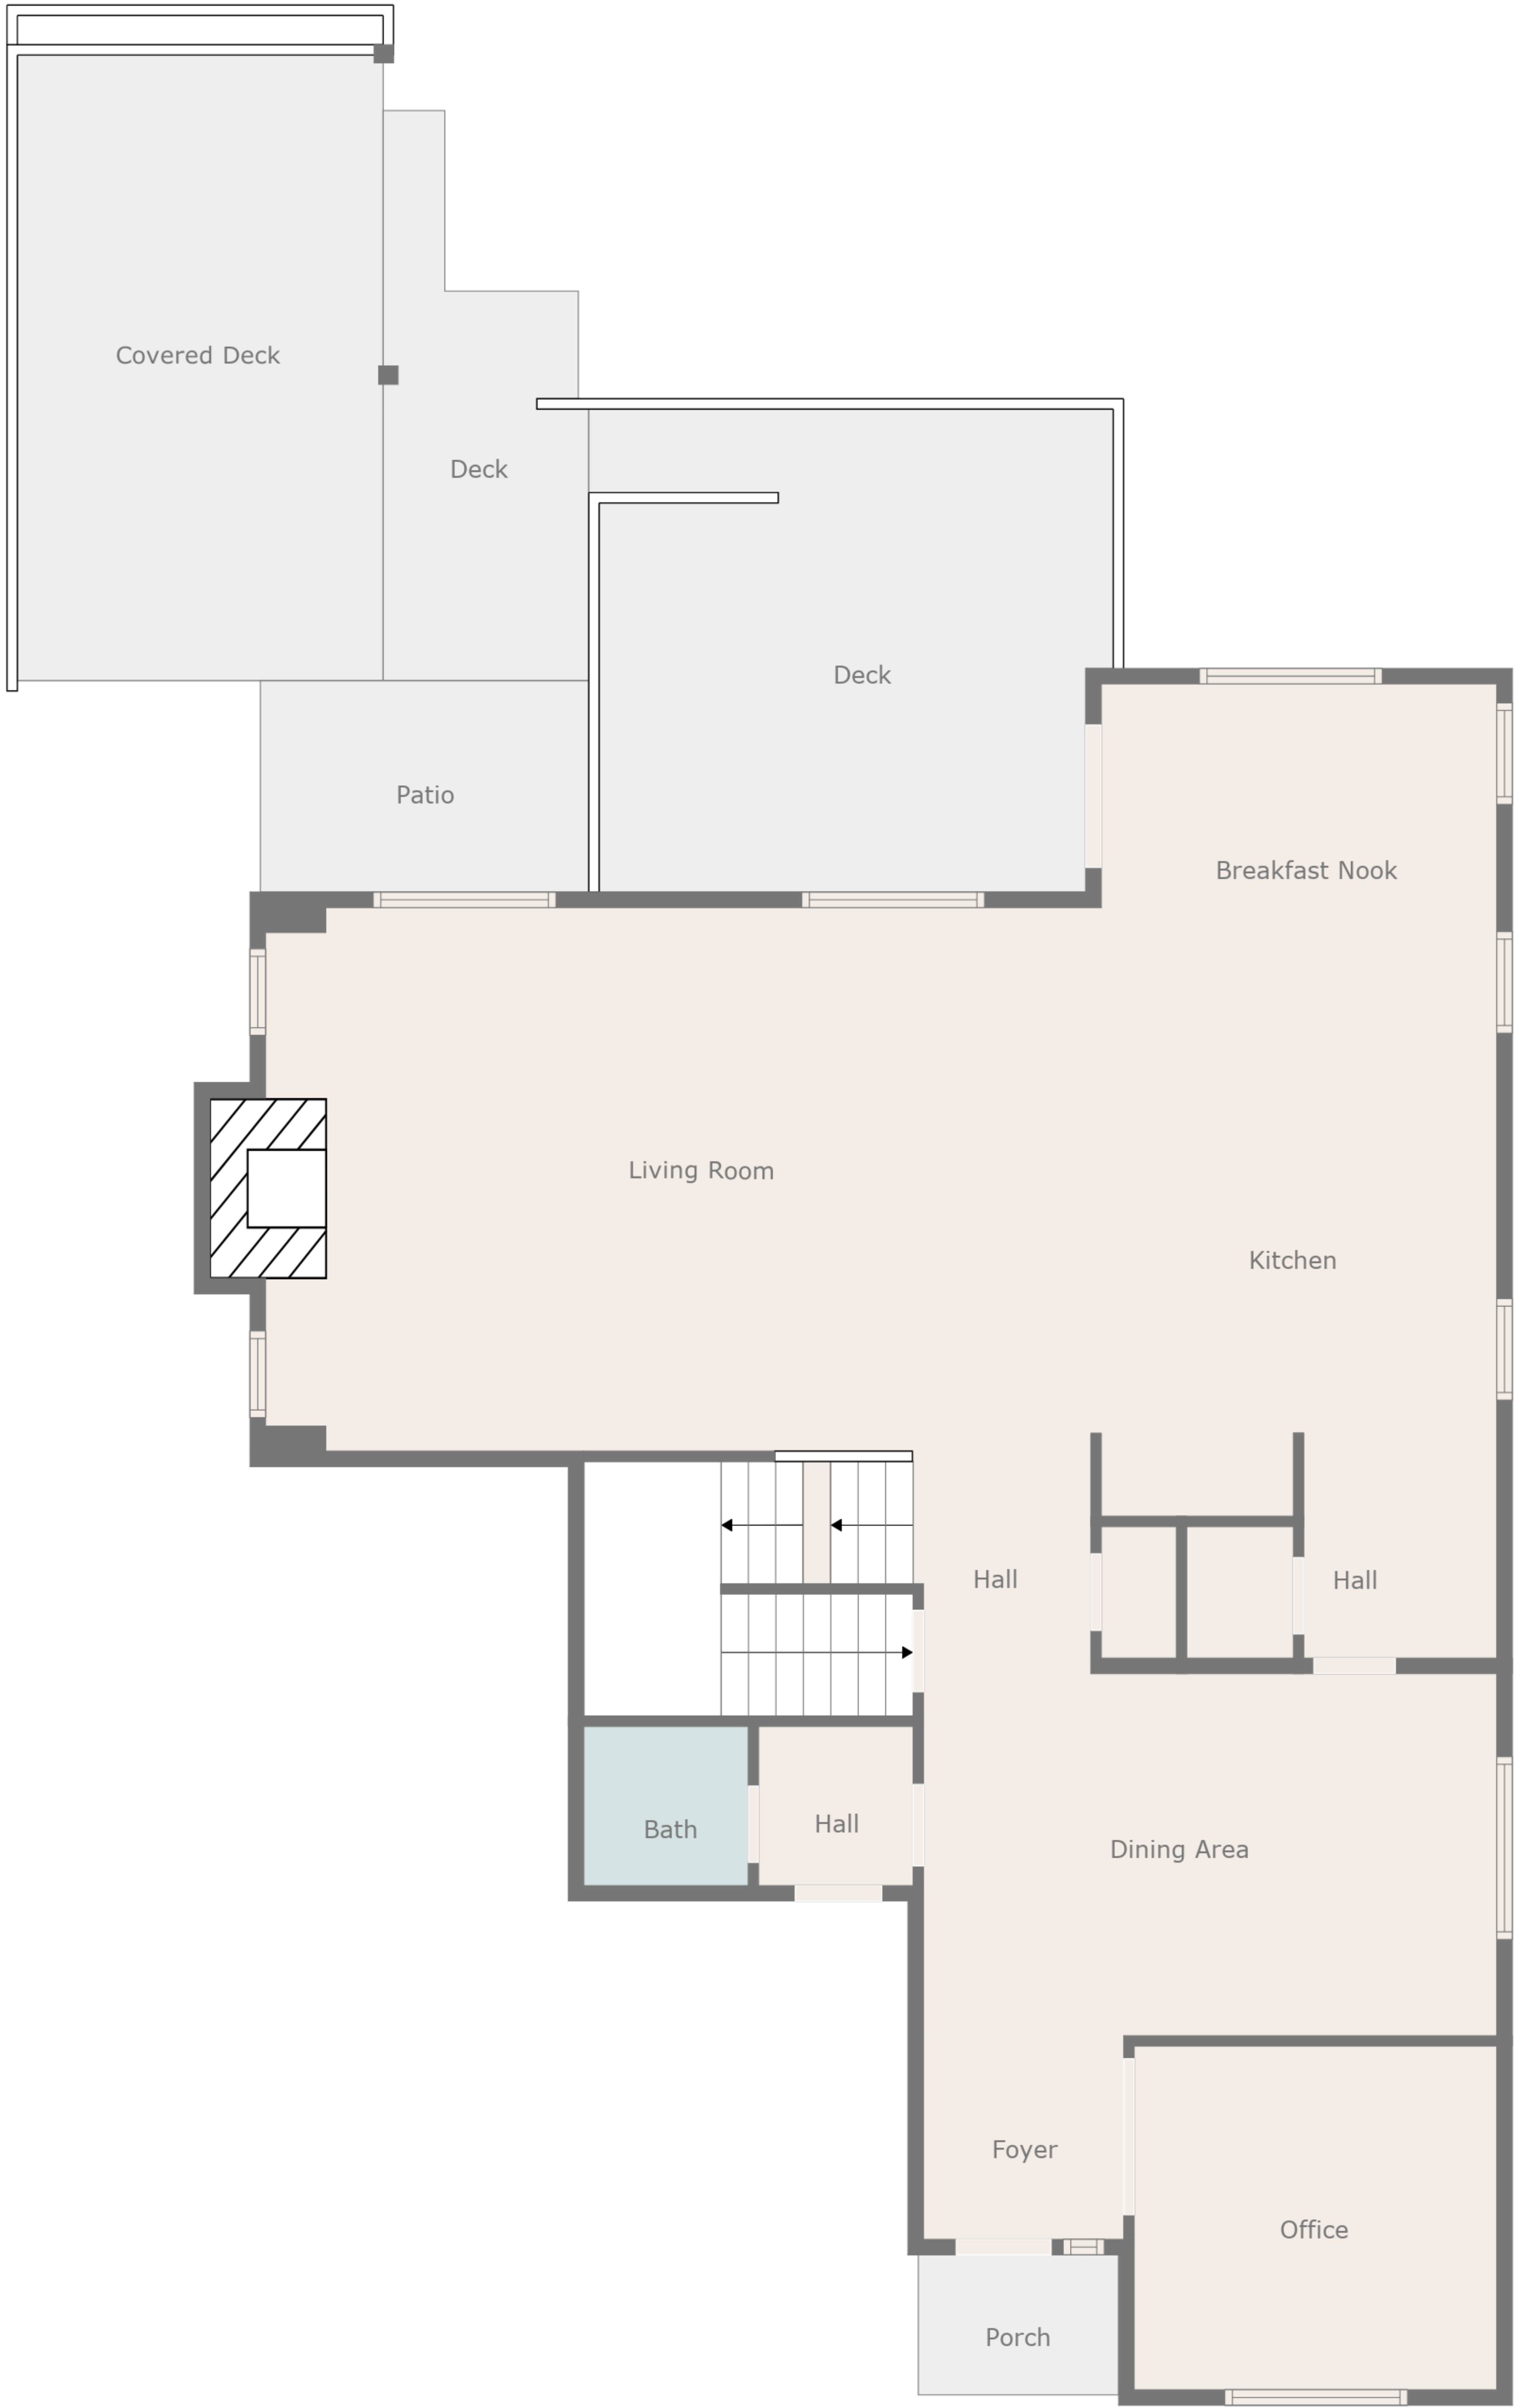 Covered Deck
Deck
Deck
Patio
Breakfast Nook
Living Room
Kitchen
Hall
Hall
Bath
Hall
Dining Area
Foyer
Office
Porch